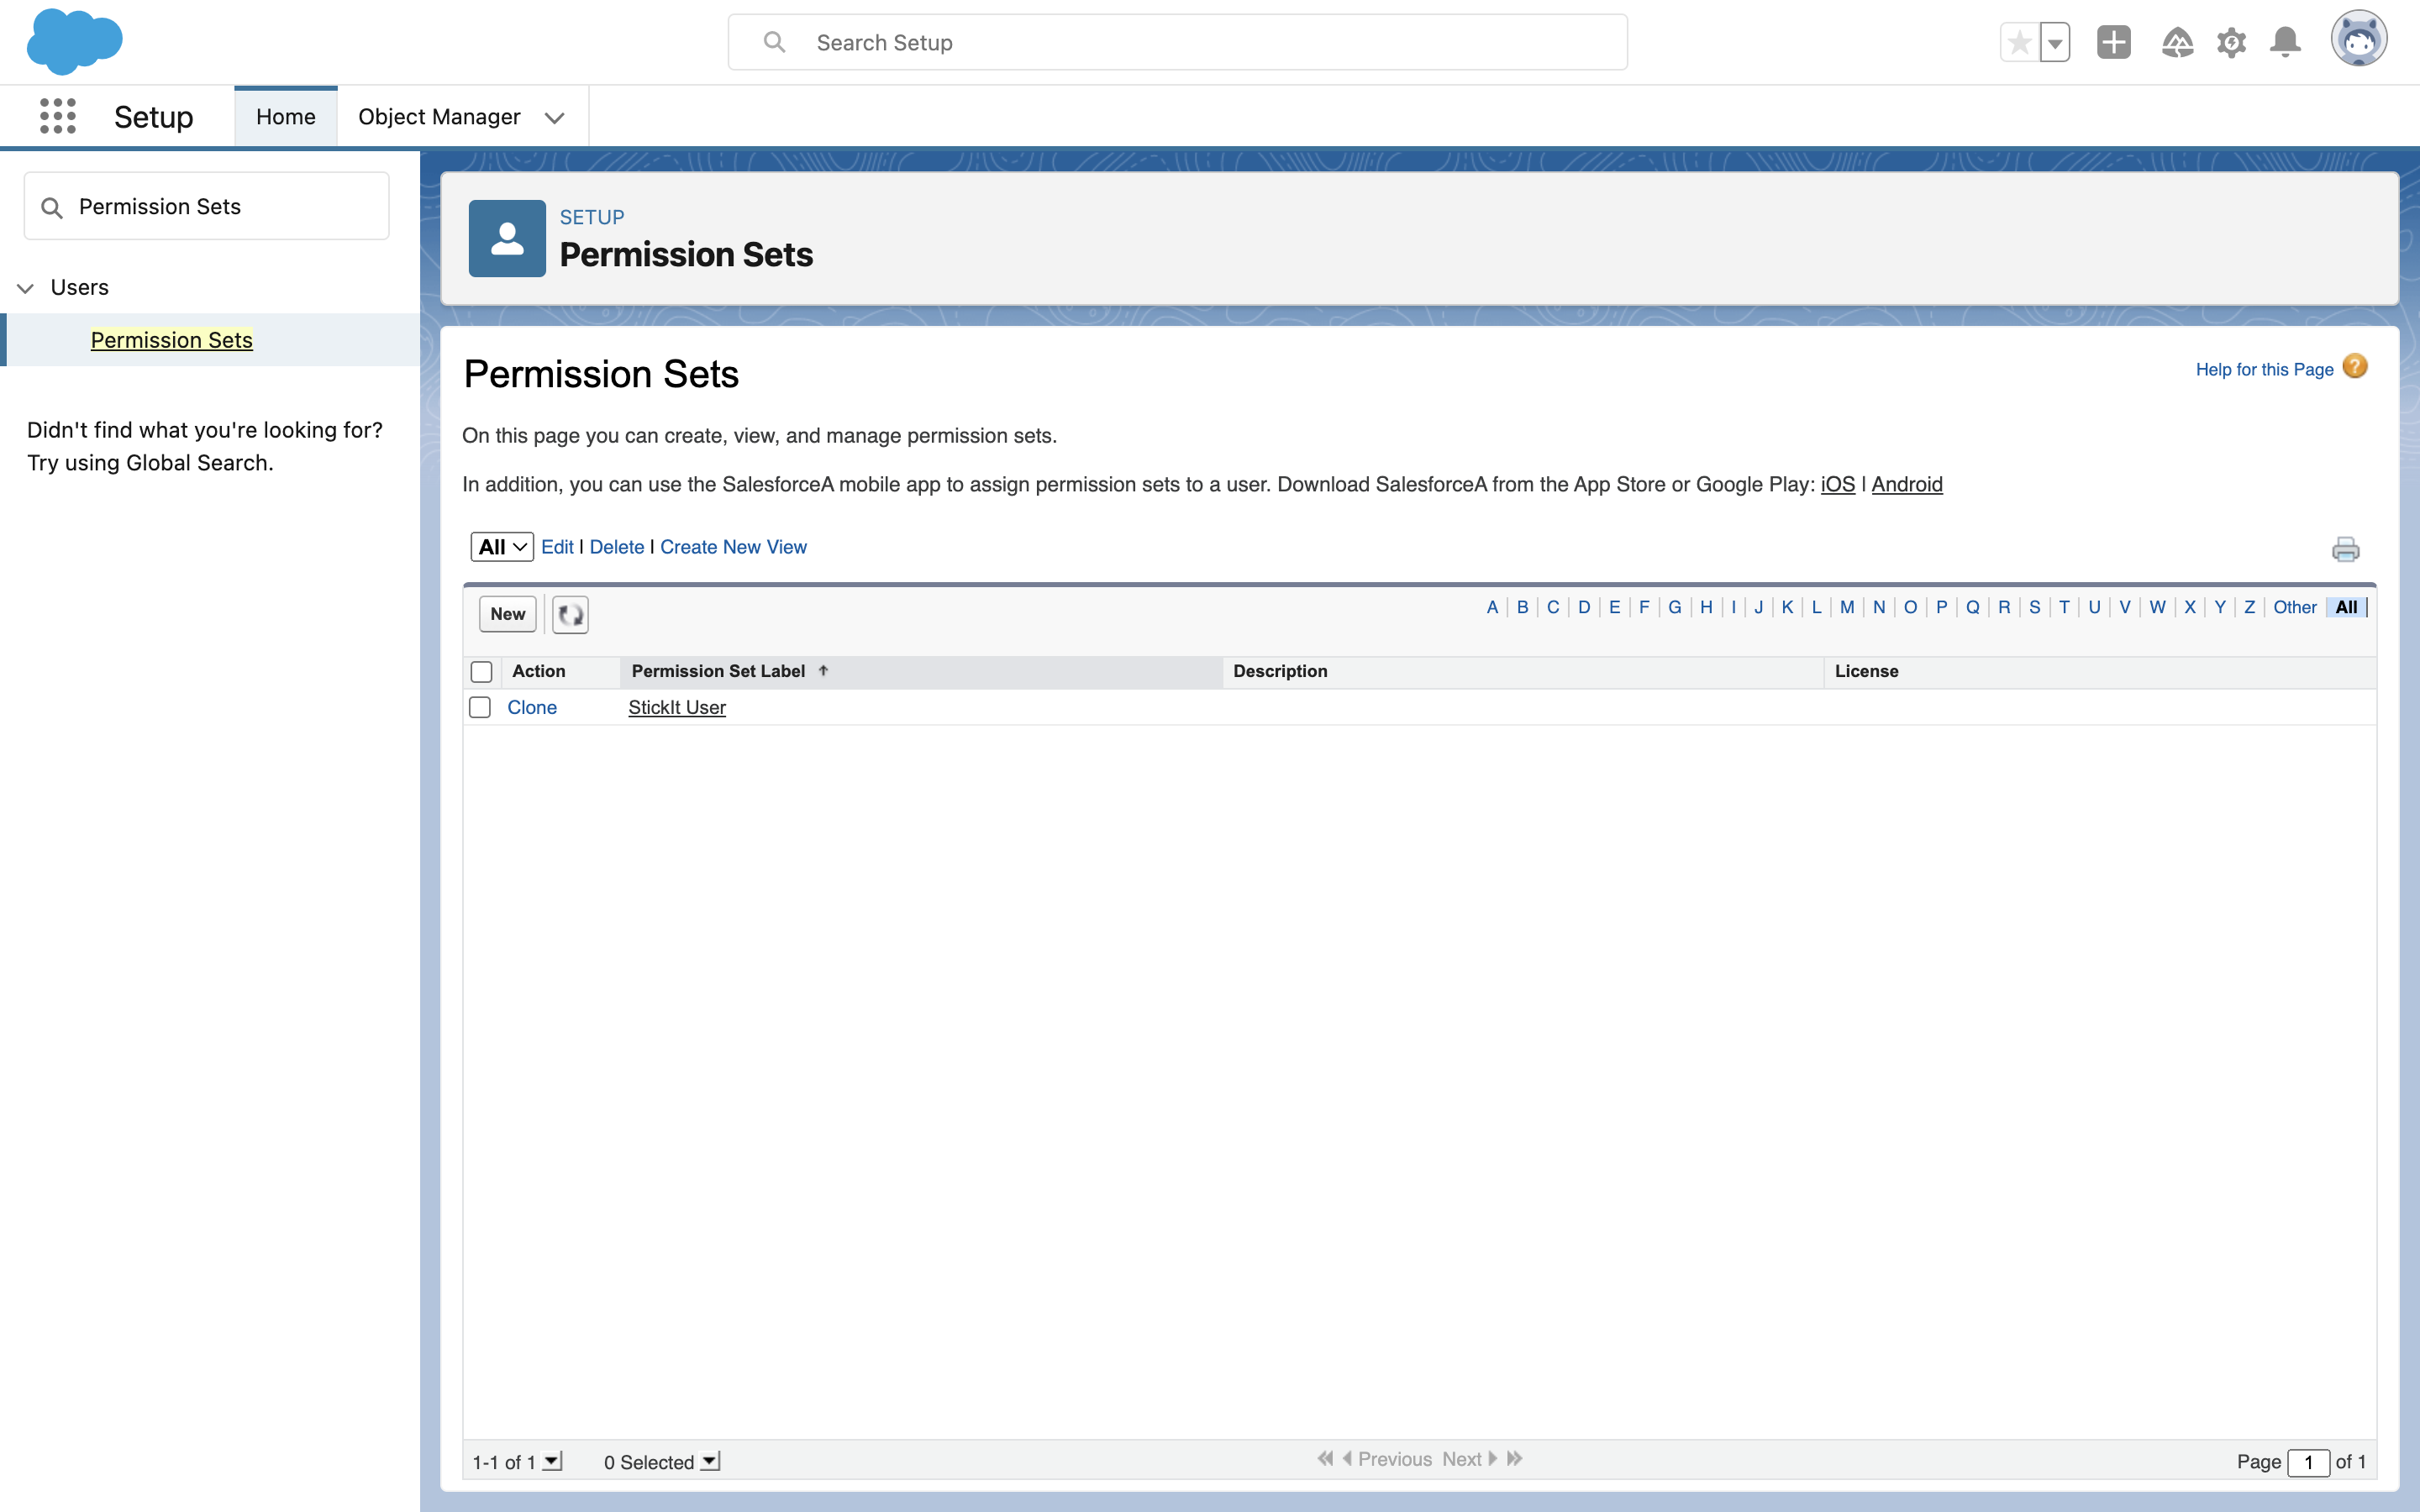 Search Setup
Setup
Home
Object Manager
Permission Sets
Users
Permission Sets
Didn't find what you're looking for?
Try using Global Search.
SETUP
Permission Sets
Permission Sets
Help for this Page ?
On this page you can create, view, and manage permission sets.
In addition, you can use the SalesforceA mobile app to assign permission sets to a user. Download SalesforceA from the App Store or Google Play: iOS | Android
All Edit | Delete | Create New View
New
A | B | C | D | E | F | G | H | I | J | K | L | M | N | O | P | Q | R | S | T | U | V | W | X | Y | Z | Other | All |
Action Permission Set Label ↑ Description License
Clone StickIt User
1-1 of 1 0 Selected Previous Next Page 1 of 1